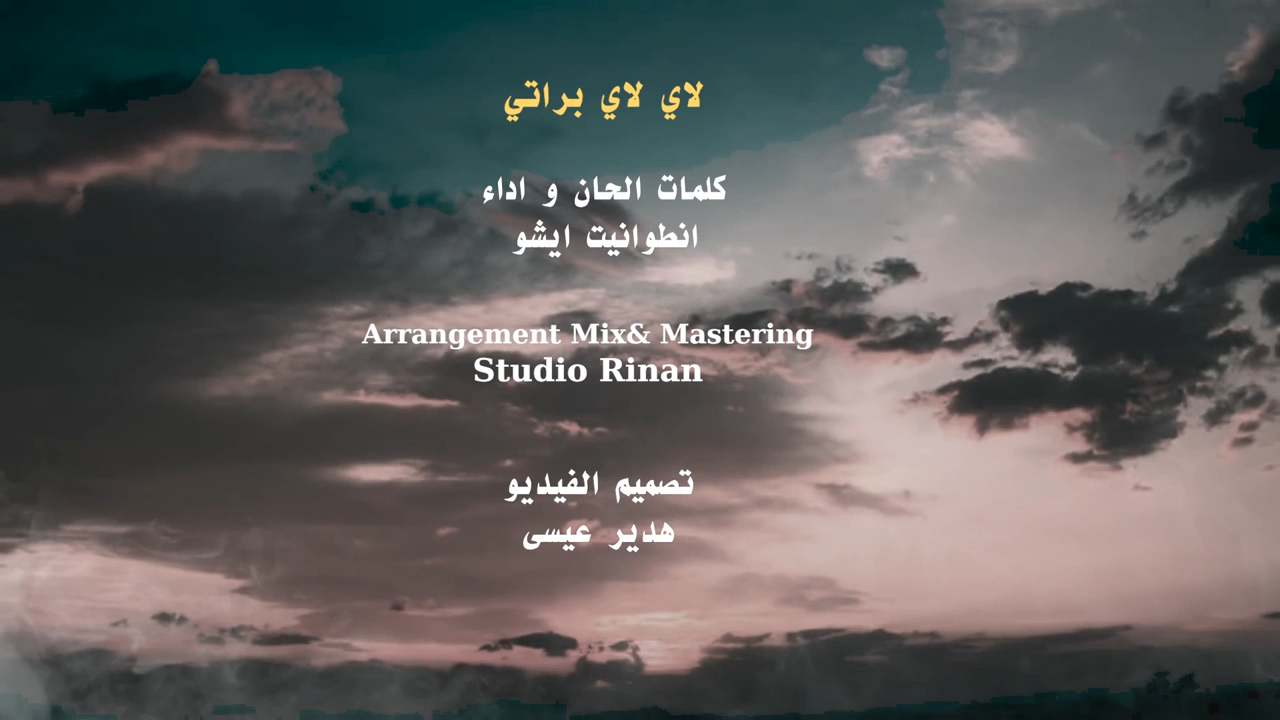 لاي لاي براتي
كلمات الحان و اداء
انطوانيت ايشو
Arrangement Mix& Mastering
Studio Rinan
تصميم الفيديو
هدير عيسى